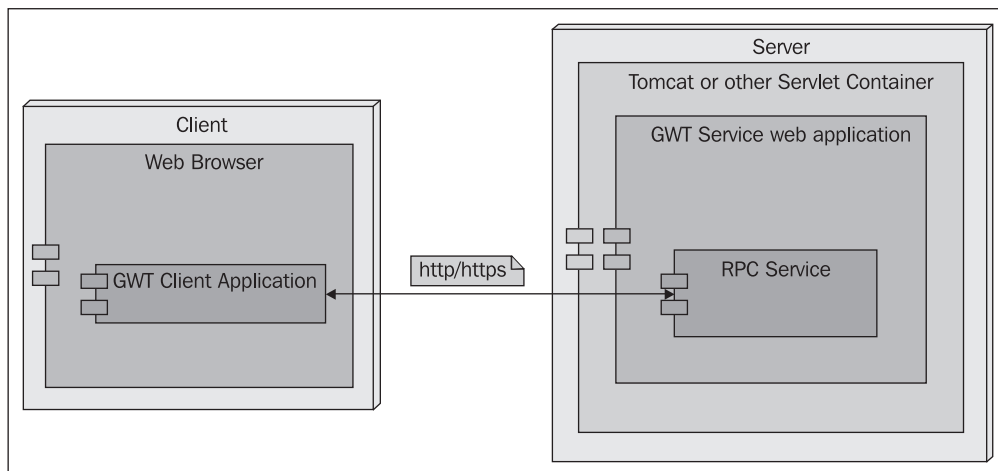 Client
Web Browser
GWT Client Application
http/https
Server
Tomcat or other Servlet Container
GWT Service web application
RPC Service